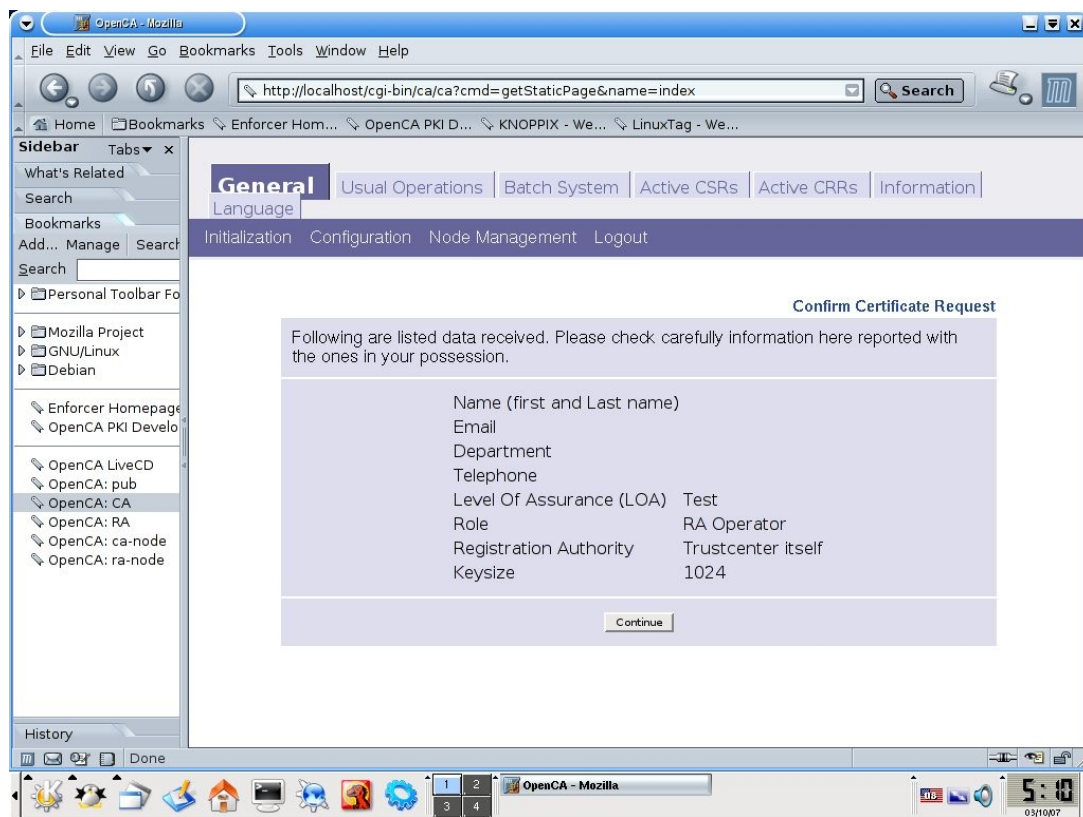 OpenCA - Mozilla
File Edit View Go Bookmarks Tools Window Help
http://localhost/cgi-bin/ca/ca?cmd=getStaticPage&name=index
Search
Home Bookmarks Enforcer Hom... OpenCA PKI D... KNOPPIX - We... LinuxTag - We...
Sidebar Tabs x
What's Related
Search
Bookmarks
Add... Manage Search
Search
Personal Toolbar Fo
Mozilla Project
GNU/Linux
Debian
Enforcer Homepage
OpenCA PKI Develo
OpenCA LiveCD
OpenCA: pub
OpenCA: CA
OpenCA: RA
OpenCA: ca-node
OpenCA: ra-node
History
General Usual Operations Batch System Active CSRs Active CRRs Information
Language
Initialization Configuration Node Management Logout
Confirm Certificate Request
Following are listed data received. Please check carefully information here reported with
the ones in your possession.
Name (first and Last name)
Email
Department
Telephone
Level Of Assurance (LOA) Test
Role RA Operator
Registration Authority Trustcenter itself
Keysize 1024
Continue
Done
1 2
3 4
OpenCA - Mozilla
us
5:10
03/10/07